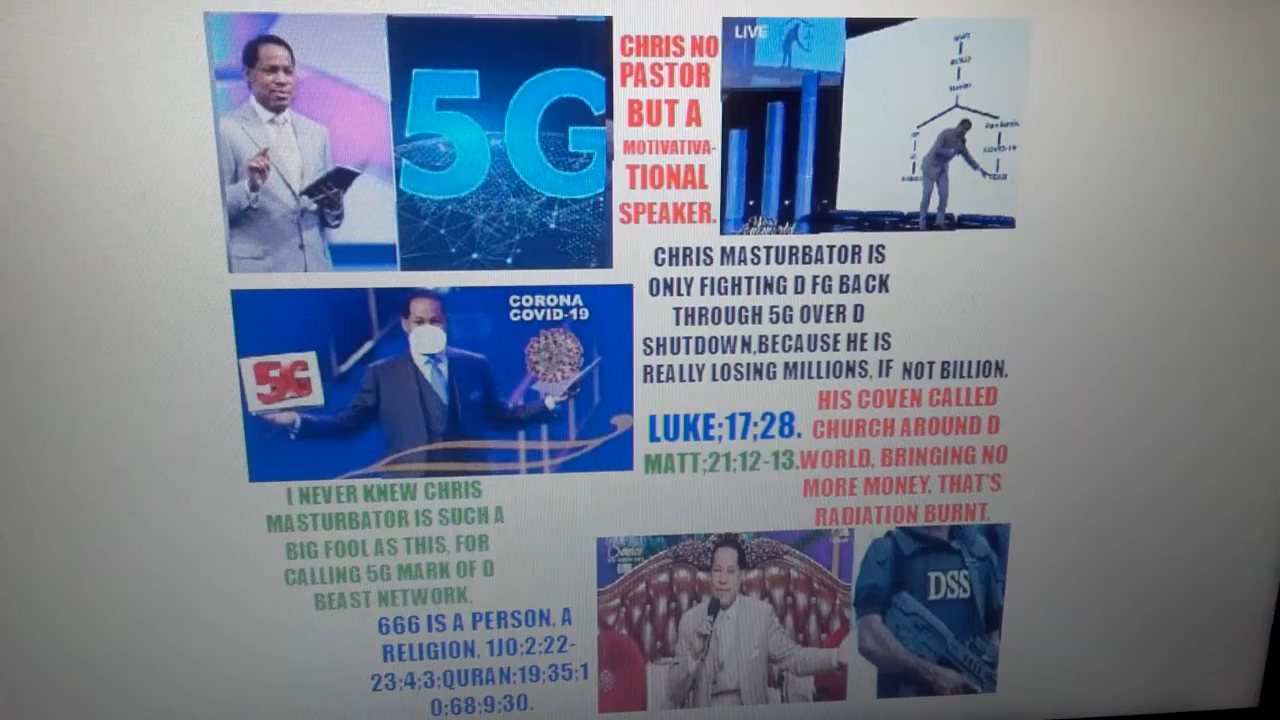 5G
CHRIS NO
PASTOR
BUT A
MOTIVATIVA-
TIONAL
SPEAKER.
LIVE
COVID-19
CHRIS MASTURBATOR IS
ONLY FIGHTING D FG BACK
THROUGH 5G OVER D
SHUTDOWN,BECAUSE HE IS
REALLY LOSING MILLIONS, IF NOT BILLION.
CORONA
COVID-19
5G
LUKE;17;28.
MATT;21;12-13.
HIS COVEN CALLED
CHURCH AROUND D
WORLD, BRINGING NO
MORE MONEY. THAT'S
RADIATION BURNT.
I NEVER KNEW CHRIS
MASTURBATOR IS SUCH A
BIG FOOL AS THIS, FOR
CALLING 5G MARK OF D
BEAST NETWORK.
666 IS A PERSON, A
RELIGION. 1JO;2:22-
23;4;3;QURAN;19;35;1
0;68;9;30.
DSS